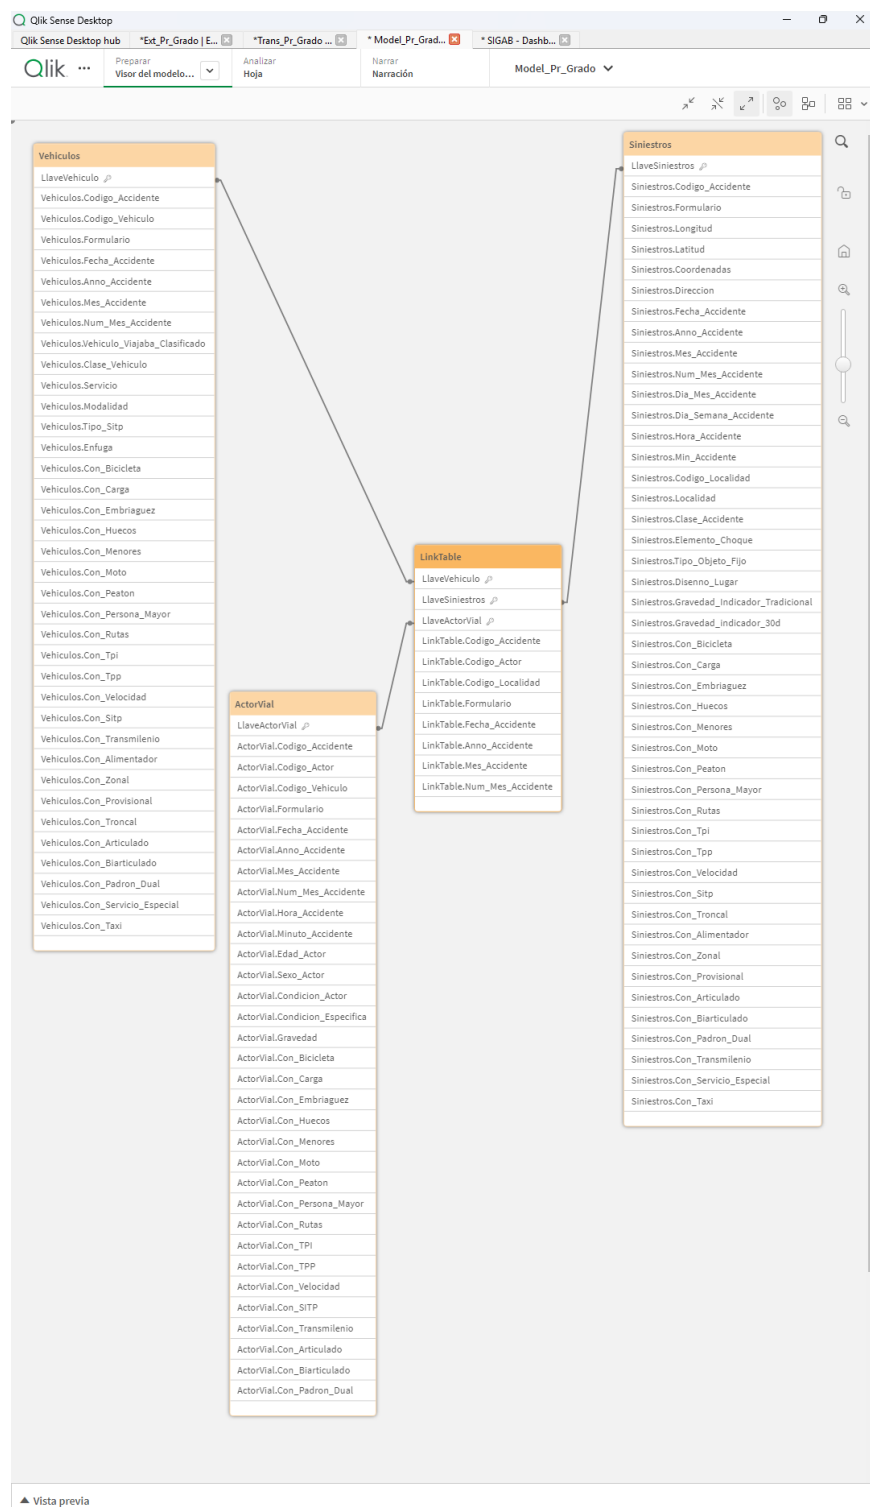 Qlik Sense Desktop
Qlik Sense Desktop hub
*Ext_Pr_Grado | E...
*Trans_Pr_Grado ...
* Model_Pr_Grad...
* SIGAB - Dashb...
Qlik
Preparar
Visor del modelo...
Analizar
Hoja
Narrar
Narración
Model_Pr_Grado
Vehiculos
LlaveVehiculo
Vehiculos.Codigo_Accidente
Vehiculos.Codigo_Vehiculo
Vehiculos.Formulario
Vehiculos.Fecha_Accidente
Vehiculos.Anno_Accidente
Vehiculos.Mes_Accidente
Vehiculos.Num_Mes_Accidente
Vehiculos.Vehiculo_Viajaba_Clasificado
Vehiculos.Clase_Vehiculo
Vehiculos.Servicio
Vehiculos.Modalidad
Vehiculos.Tipo_Sitp
Vehiculos.Enfuga
Vehiculos.Con_Bicicleta
Vehiculos.Con_Carga
Vehiculos.Con_Embriaguez
Vehiculos.Con_Huecos
Vehiculos.Con_Menores
Vehiculos.Con_Moto
Vehiculos.Con_Peaton
Vehiculos.Con_Persona_Mayor
Vehiculos.Con_Rutas
Vehiculos.Con_Tpi
Vehiculos.Con_Tpp
Vehiculos.Con_Velocidad
Vehiculos.Con_Sitp
Vehiculos.Con_Transmilenio
Vehiculos.Con_Alimentador
Vehiculos.Con_Zonal
Vehiculos.Con_Provisional
Vehiculos.Con_Troncal
Vehiculos.Con_Articulado
Vehiculos.Con_Biarticulado
Vehiculos.Con_Padron_Dual
Vehiculos.Con_Servicio_Especial
Vehiculos.Con_Taxi
ActorVial
LlaveActorVial
ActorVial.Codigo_Accidente
ActorVial.Codigo_Actor
ActorVial.Codigo_Vehiculo
ActorVial.Formulario
ActorVial.Fecha_Accidente
ActorVial.Anno_Accidente
ActorVial.Mes_Accidente
ActorVial.Num_Mes_Accidente
ActorVial.Hora_Accidente
ActorVial.Minuto_Accidente
ActorVial.Edad_Actor
ActorVial.Sexo_Actor
ActorVial.Condicion_Actor
ActorVial.Condicion_Especifica
ActorVial.Gravedad
ActorVial.Con_Bicicleta
ActorVial.Con_Carga
ActorVial.Con_Embriaguez
ActorVial.Con_Huecos
ActorVial.Con_Menores
ActorVial.Con_Moto
ActorVial.Con_Peaton
ActorVial.Con_Persona_Mayor
ActorVial.Con_Rutas
ActorVial.Con_TPI
ActorVial.Con_TPP
ActorVial.Con_Velocidad
ActorVial.Con_SITP
ActorVial.Con_Transmilenio
ActorVial.Con_Articulado
ActorVial.Con_Biarticulado
ActorVial.Con_Padron_Dual
LinkTable
LlaveVehiculo
LlaveSiniestros
LlaveActorVial
LinkTable.Codigo_Accidente
LinkTable.Codigo_Actor
LinkTable.Codigo_Localidad
LinkTable.Formulario
LinkTable.Fecha_Accidente
LinkTable.Anno_Accidente
LinkTable.Mes_Accidente
LinkTable.Num_Mes_Accidente
Siniestros
LlaveSiniestros
Siniestros.Codigo_Accidente
Siniestros.Formulario
Siniestros.Longitud
Siniestros.Latitud
Siniestros.Coordenadas
Siniestros.Direccion
Siniestros.Fecha_Accidente
Siniestros.Anno_Accidente
Siniestros.Mes_Accidente
Siniestros.Num_Mes_Accidente
Siniestros.Dia_Mes_Accidente
Siniestros.Dia_Semana_Accidente
Siniestros.Hora_Accidente
Siniestros.Min_Accidente
Siniestros.Codigo_Localidad
Siniestros.Localidad
Siniestros.Clase_Accidente
Siniestros.Elemento_Choque
Siniestros.Tipo_Objeto_Fijo
Siniestros.Disenno_Lugar
Siniestros.Gravedad_Indicador_Tradicional
Siniestros.Gravedad_indicador_30d
Siniestros.Con_Bicicleta
Siniestros.Con_Carga
Siniestros.Con_Embriaguez
Siniestros.Con_Huecos
Siniestros.Con_Menores
Siniestros.Con_Moto
Siniestros.Con_Peaton
Siniestros.Con_Persona_Mayor
Siniestros.Con_Rutas
Siniestros.Con_Tpi
Siniestros.Con_Tpp
Siniestros.Con_Velocidad
Siniestros.Con_Sitp
Siniestros.Con_Troncal
Siniestros.Con_Alimentador
Siniestros.Con_Zonal
Siniestros.Con_Provisional
Siniestros.Con_Articulado
Siniestros.Con_Biarticulado
Siniestros.Con_Padron_Dual
Siniestros.Con_Transmilenio
Siniestros.Con_Servicio_Especial
Siniestros.Con_Taxi
Vista previa